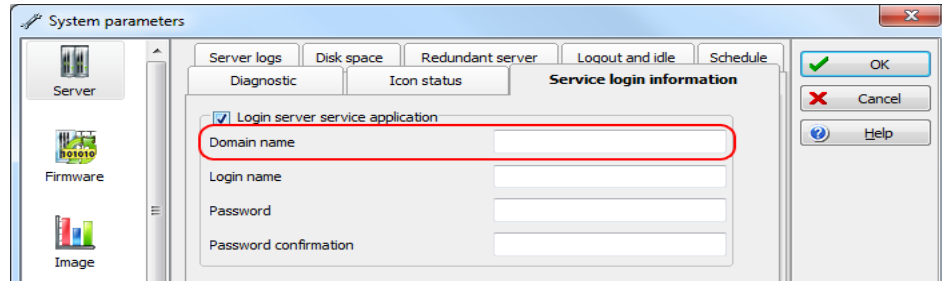 System parameters
Server
Firmware
Image
Server logs Disk space Redundant server Logout and idle Schedule
Diagnostic Icon status Service login information
Login server service application
Domain name
Login name
Password
Password confirmation
OK
Cancel
Help